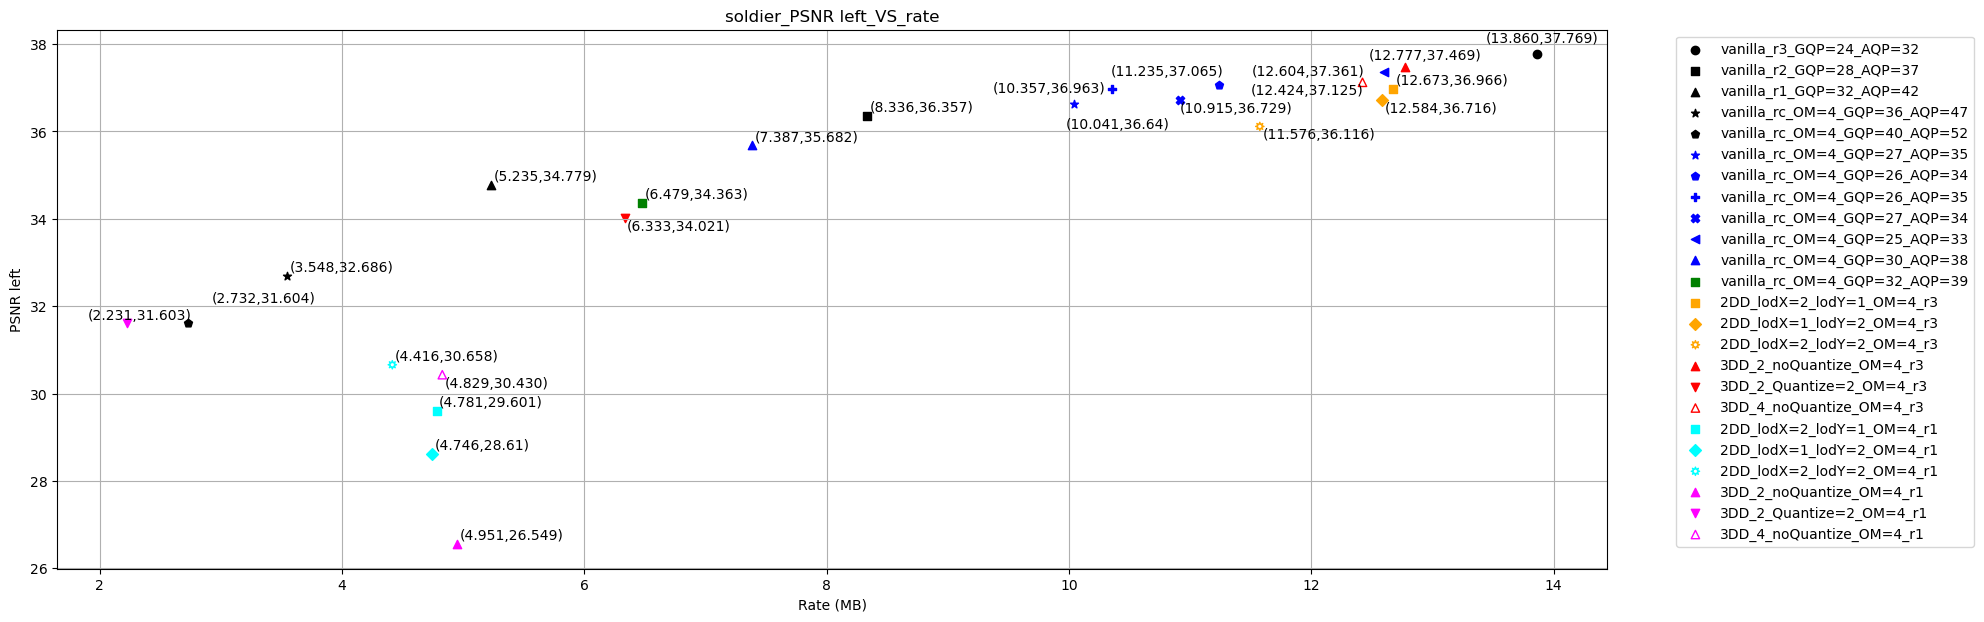 soldier_PSNR left_VS_rate
PSNR left
38
36
34
32
30
28
26
(13.860,37.769)
(12.777,37.469)
(11.235,37.065)
(12.604,37.361)
(12.673,36.966)
(10.357,36.963)
(12.424,37.125)
(8.336,36.357)
(10.915,36.729)
(12.584,36.716)
(10.041,36.64)
(11.576,36.116)
(7.387,35.682)
(5.235,34.779)
(6.479,34.363)
(6.333,34.021)
(3.548,32.686)
(2.732,31.604)
(2.231,31.603)
(4.416,30.658)
(4.829,30.430)
(4.781,29.601)
(4.746,28.61)
(4.951,26.549)
2
4
6
8
10
12
14
Rate (MB)
vanilla_r3_GQP=24_AQP=32
vanilla_r2_GQP=28_AQP=37
vanilla_r1_GQP=32_AQP=42
vanilla_rc_OM=4_GQP=36_AQP=47
vanilla_rc_OM=4_GQP=40_AQP=52
vanilla_rc_OM=4_GQP=27_AQP=35
vanilla_rc_OM=4_GQP=26_AQP=34
vanilla_rc_OM=4_GQP=26_AQP=35
vanilla_rc_OM=4_GQP=27_AQP=34
vanilla_rc_OM=4_GQP=25_AQP=33
vanilla_rc_OM=4_GQP=30_AQP=38
vanilla_rc_OM=4_GQP=32_AQP=39
2DD_lodX=2_lodY=1_OM=4_r3
2DD_lodX=1_lodY=2_OM=4_r3
2DD_lodX=2_lodY=2_OM=4_r3
3DD_2_noQuantize_OM=4_r3
3DD_2_Quantize=2_OM=4_r3
3DD_4_noQuantize_OM=4_r3
2DD_lodX=2_lodY=1_OM=4_r1
2DD_lodX=1_lodY=2_OM=4_r1
2DD_lodX=2_lodY=2_OM=4_r1
3DD_2_noQuantize_OM=4_r1
3DD_2_Quantize=2_OM=4_r1
3DD_4_noQuantize_OM=4_r1